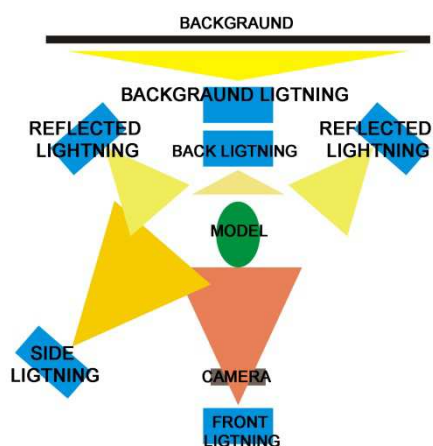 BACKGRAUND
BACKGRAUND LIGTNING
REFLECTED
LIGHTNING
BACK LIGTNING
REFLECTED
LIGHTNING
MODEL
SIDE
LIGTNING
CAMERA
FRONT
LIGTNING